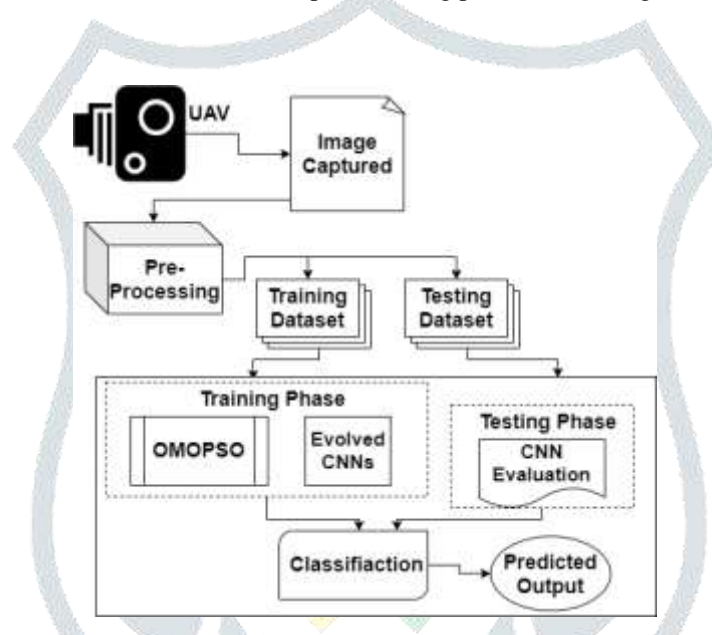 UAV
Image
Captured
Pre-
Processing
Training
Dataset
Testing
Dataset
Training Phase
OMOPSO
Evolved
CNNs
Testing Phase
CNN
Evaluation
Classifiaction
Predicted
Output